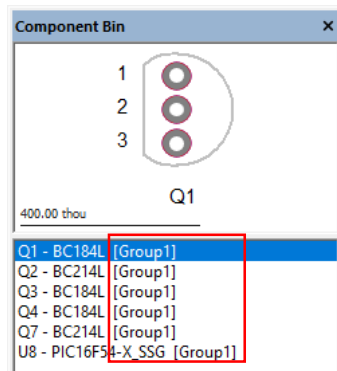 Component Bin
1
2
3
Q1
400.00 thou
Q1 - BC184L [Group1]
Q2 - BC214L [Group1]
Q3 - BC184L [Group1]
Q4 - BC184L [Group1]
Q7 - BC214L [Group1]
U8 - PIC16F54-X_SSG [Group1]